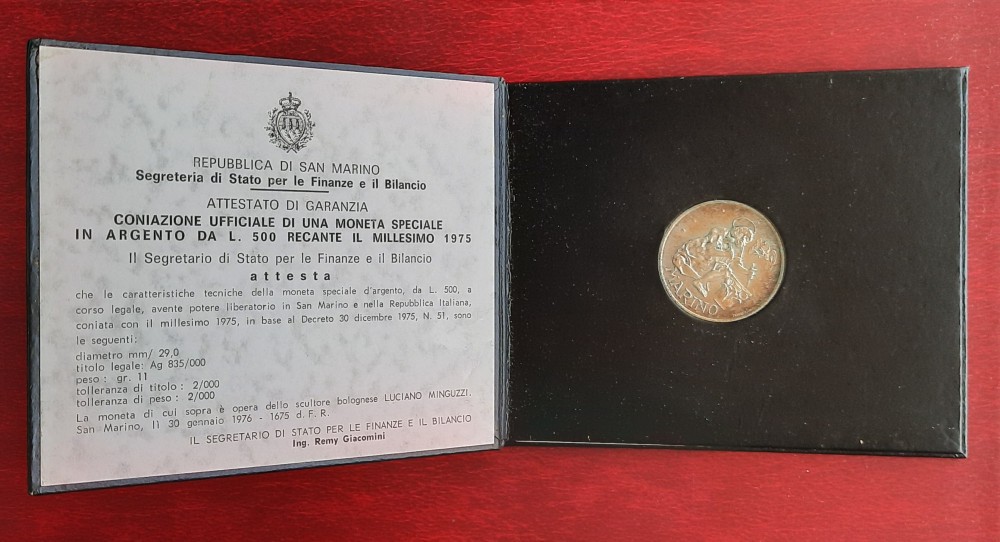 REPUBBLICA DI SAN MARINO
Segreteria di Stato per le Finanze e il Bilancio
ATTESTATO DI GARANZIA
CONIAZIONE UFFICIALE DI UNA MONETA SPECIALE
IN ARGENTO DA L. 500 RECANTE IL MILLESIMO 1975
Il Segretario di Stato per le Finanze e il Bilancio
attesta
che le caratteristiche tecniche della moneta speciale d'argento, da L. 500, a
corso legale, avente potere liberatorio in San Marino e nella Repubblica Italiana,
coniata con il millesimo 1975, in base al Decreto 30 dicembre 1975, N. 51, sono
le seguenti:
diametro mm/ 29,0
titolo legale: Ag 835/000
peso : gr. 11
tolleranza di titolo : 2/000
tolleranza di peso : 2/000
La moneta di cui sopra è opera dello scultore bolognese LUCIANO MINGUZZI.
San Marino, lì 30 gennaio 1976 - 1675 d. F. R.
IL SEGRETARIO DI STATO PER LE FINANZE E IL BILANCIO
Ing. Remy Giacomini
MARINO